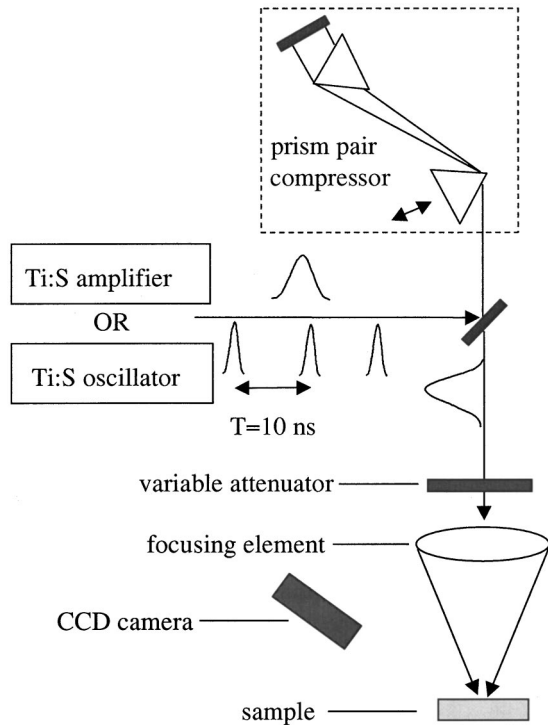 prism pair
compressor
Ti:S amplifier
OR
Ti:S oscillator
T=10 ns
variable attenuator
focusing element
CCD camera
sample